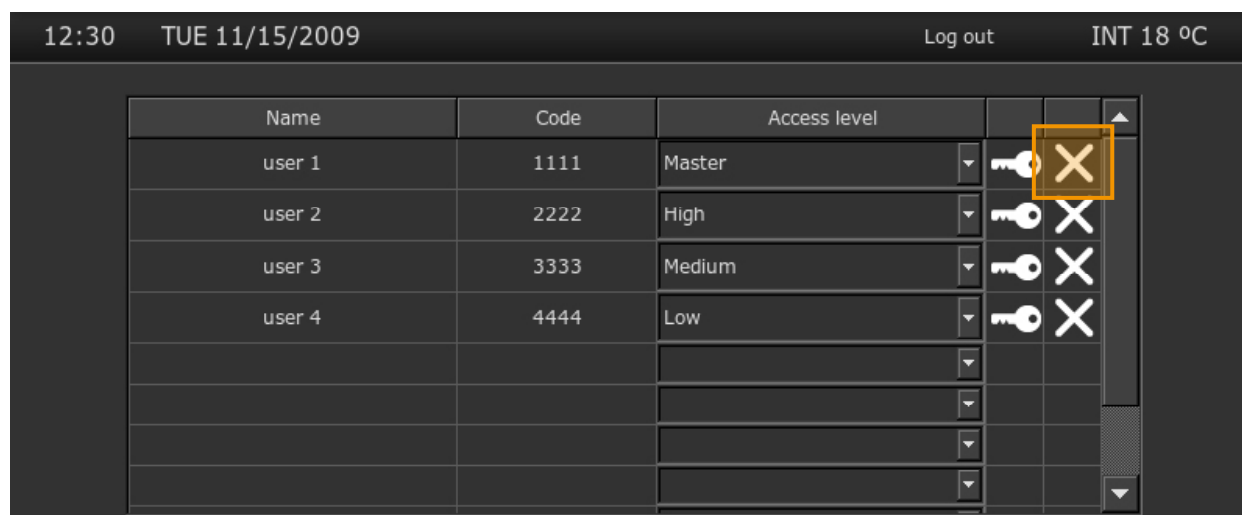 12:30 TUE 11/15/2009 Log out INT 18 ºC
Name Code Access level
user 1 1111 Master
user 2 2222 High
user 3 3333 Medium
user 4 4444 Low